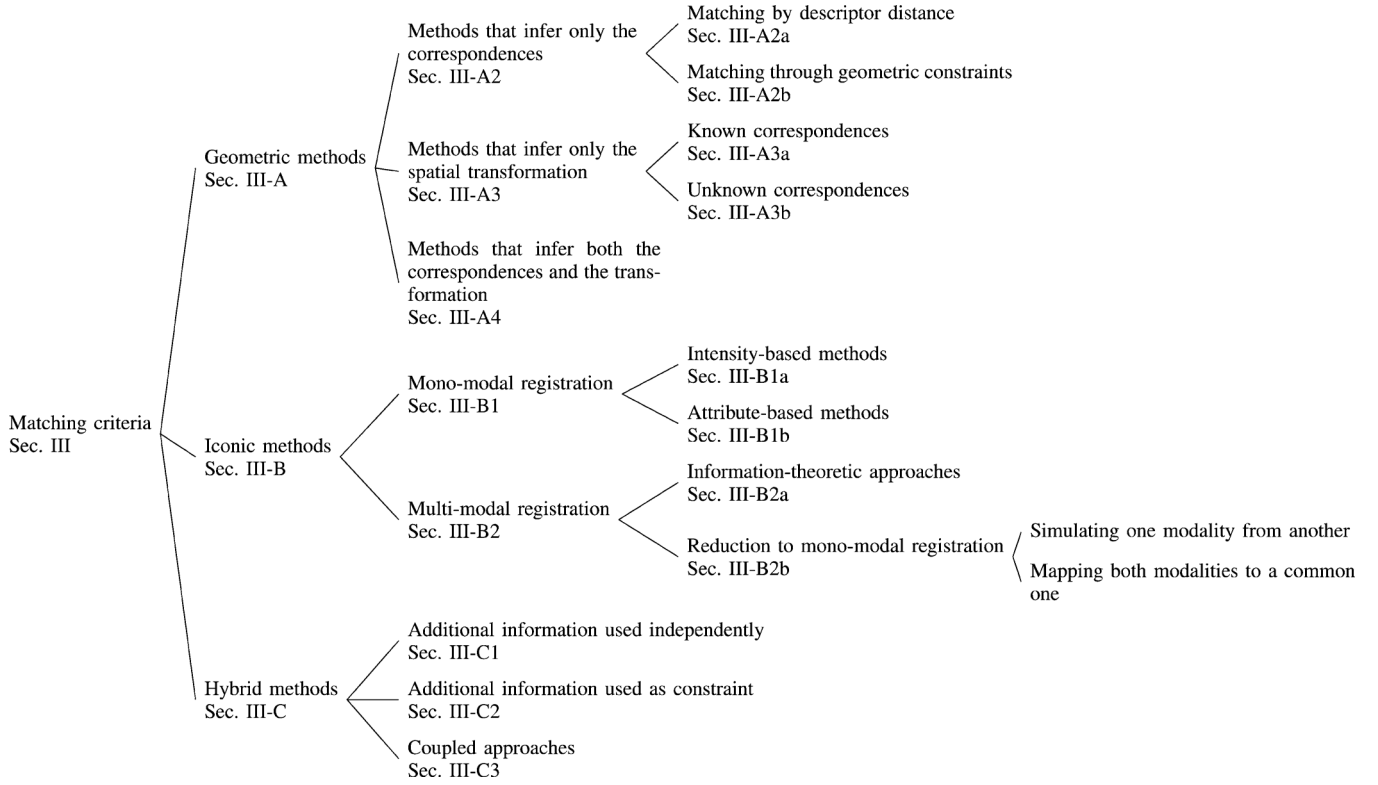 Matching criteria
Sec. III
Geometric methods
Sec. III-A
Methods that infer only the
correspondences
Sec. III-A2
Matching by descriptor distance
Sec. III-A2a
Matching through geometric constraints
Sec. III-A2b
Methods that infer only the
spatial transformation
Sec. III-A3
Known correspondences
Sec. III-A3a
Unknown correspondences
Sec. III-A3b
Methods that infer both the
correspondences and the trans-
formation
Sec. III-A4
Iconic methods
Sec. III-B
Mono-modal registration
Sec. III-B1
Intensity-based methods
Sec. III-B1a
Attribute-based methods
Sec. III-B1b
Multi-modal registration
Sec. III-B2
Information-theoretic approaches
Sec. III-B2a
Reduction to mono-modal registration
Sec. III-B2b
Simulating one modality from another
Mapping both modalities to a common
one
Hybrid methods
Sec. III-C
Additional information used independently
Sec. III-C1
Additional information used as constraint
Sec. III-C2
Coupled approaches
Sec. III-C3